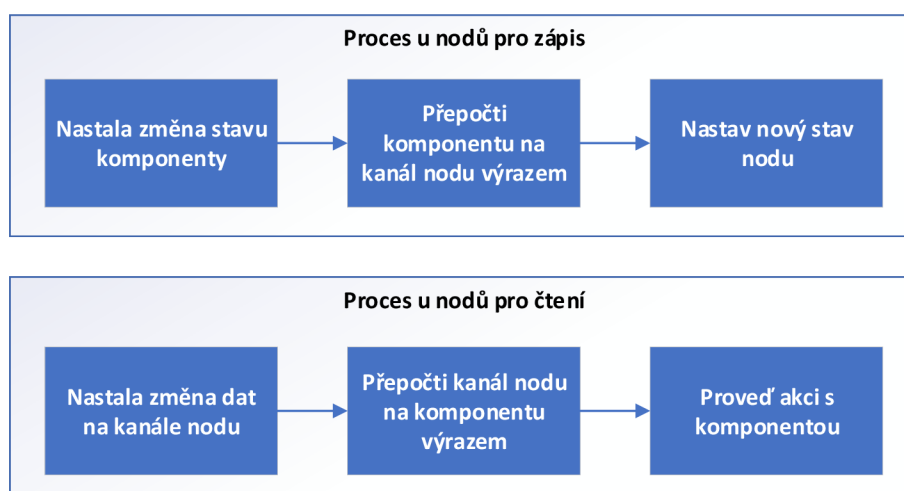 Proces u nodů pro zápis
Nastala změna stavu
komponenty
Přepočti
komponentu na
kanál nodu výrazem
Nastav nový stav
nodu
Proces u nodů pro čtení
Nastala změna dat
na kanále nodu
Přepočti kanál nodu
na komponentu
výrazem
Proveď akci s
komponentou